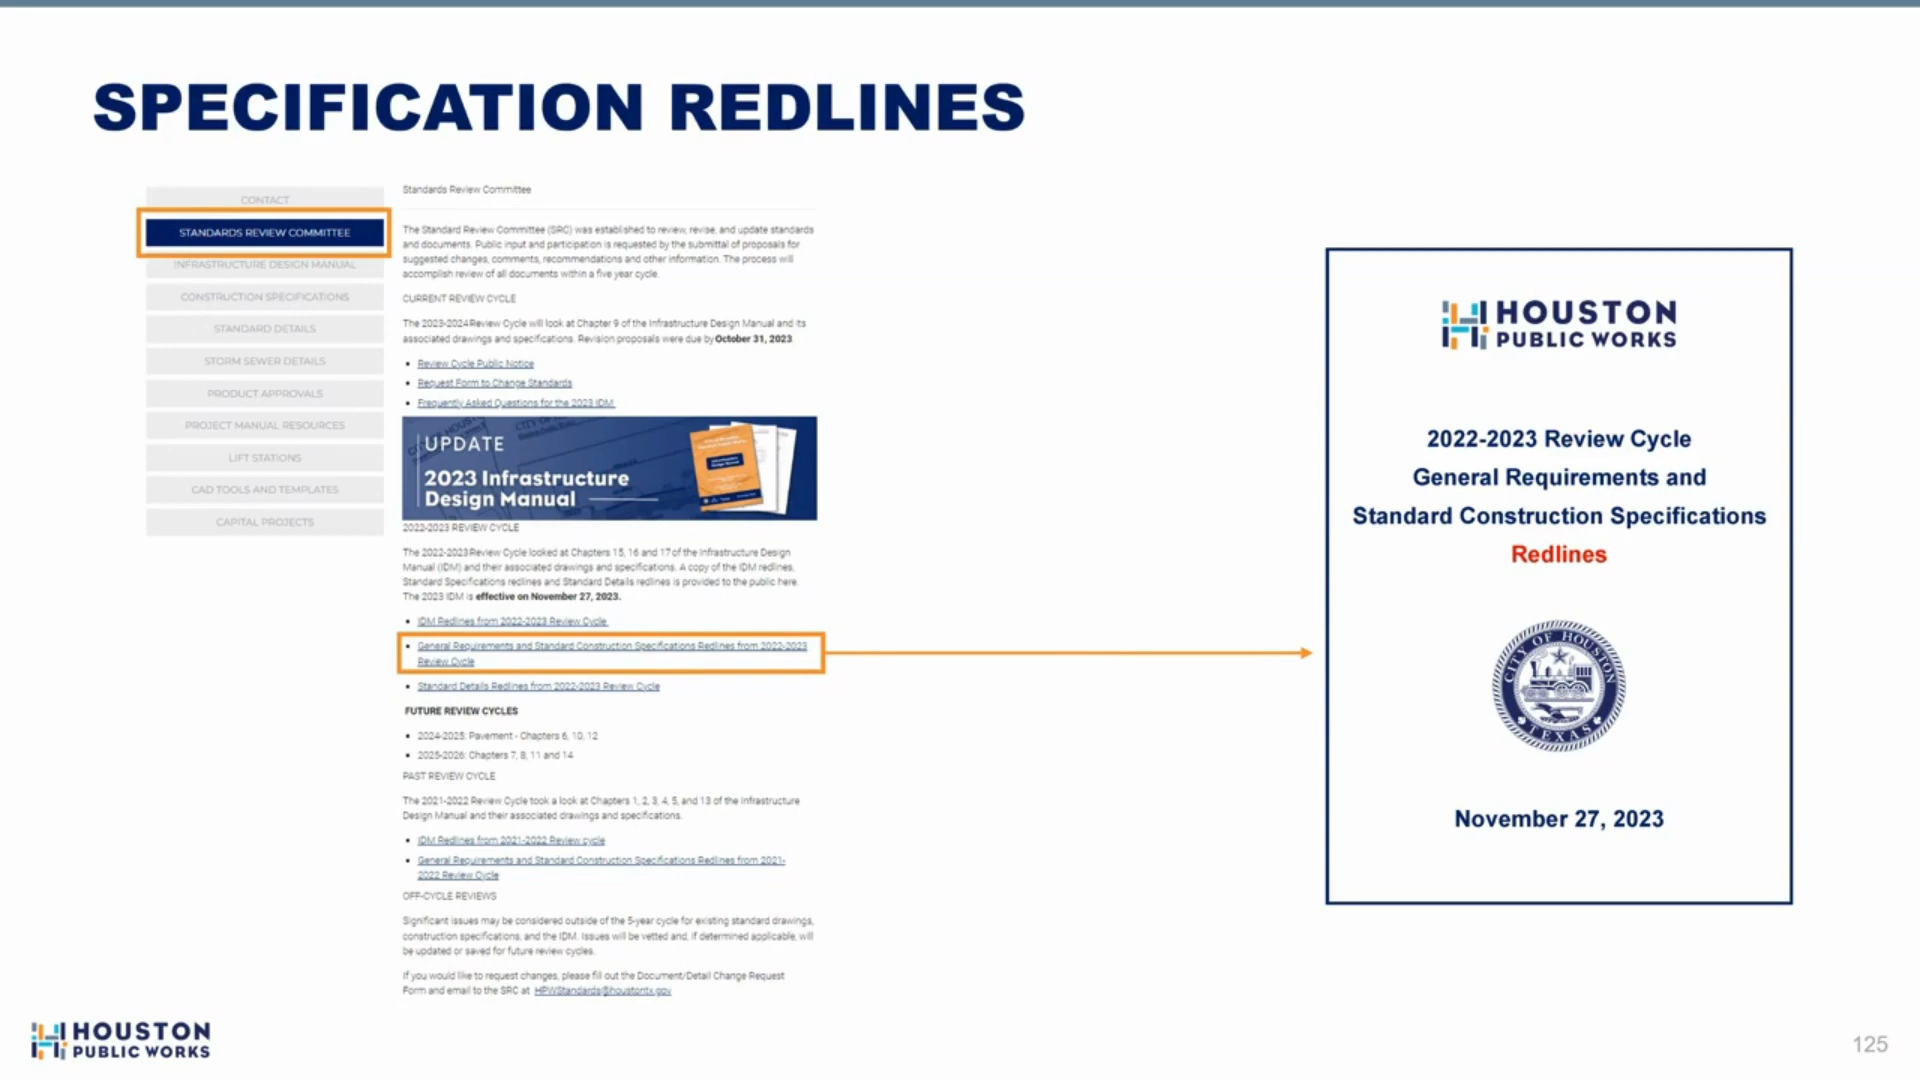 SPECIFICATION REDLINES
CONTACT
STANDARDS REVIEW COMMITTEE
INFRASTRUCTURE DESIGN MANUAL
CONSTRUCTION SPECIFICATIONS
STANDARD DETAILS
STORM SEWER DETAILS
PRODUCT APPROVALS
PROJECT MANUAL RESOURCES
LIFT STATIONS
CAD TOOLS AND TEMPLATES
CAPITAL PROJECTS
Standards Review Committee
The Standard Review Committee (SRC) was established to review, revise, and update standards
and documents. Public input and participation is requested by the submittal of proposals for
suggested changes, comments, recommendations and other information. The process will
accomplish review of all documents within a five year cycle.
CURRENT REVIEW CYCLE
The 2023-2024 Review Cycle will look at Chapter 9 of the Infrastructure Design Manual and its
associated drawings and specifications. Revision proposals were due by October 31, 2023.
• Review Cycle Public Notice
• Request Form to Change Standards
• Frequently Asked Questions for the 2023 IDM
UPDATE
2023 Infrastructure
Design Manual
2022-2023 REVIEW CYCLE
The 2022-2023 Review Cycle looked at Chapters 15, 16 and 17 of the Infrastructure Design
Manual (IDM) and their associated drawings and specifications. A copy of the IDM redlines,
Standard Specifications redlines and Standard Details redlines is provided to the public here.
The 2023 IDM is effective on November 27, 2023.
• IDM Redlines from 2022-2023 Review Cycle
• General Requirements and Standard Construction Specifications Redlines from 2022-2023
Review Cycle
• Standard Details Redlines from 2022-2023 Review Cycle
FUTURE REVIEW CYCLES
• 2024-2025: Pavement - Chapters 6, 10, 12
• 2025-2026: Chapters 7, 8, 11 and 14
PAST REVIEW CYCLE
The 2021-2022 Review Cycle took a look at Chapters 1, 2, 3, 4, 5, and 13 of the Infrastructure
Design Manual and their associated drawings and specifications.
• IDM Redlines from 2021-2022 Review cycle
• General Requirements and Standard Construction Specifications Redlines from 2021-
2022 Review Cycle
OFF-CYCLE REVIEWS
Significant issues may be considered outside of the 5-year cycle for existing standard drawings,
construction specifications, and the IDM. Issues will be vetted and, if determined applicable, will
be updated or saved for future review cycles.
If you would like to request changes, please fill out the Document/Detail Change Request
Form and email to the SRC at HPWStandards@houstontx.gov
HOUSTON
PUBLIC WORKS
2022-2023 Review Cycle
General Requirements and
Standard Construction Specifications
Redlines
CITY OF HOUSTON
TEXAS
November 27, 2023
HOUSTON
PUBLIC WORKS
125